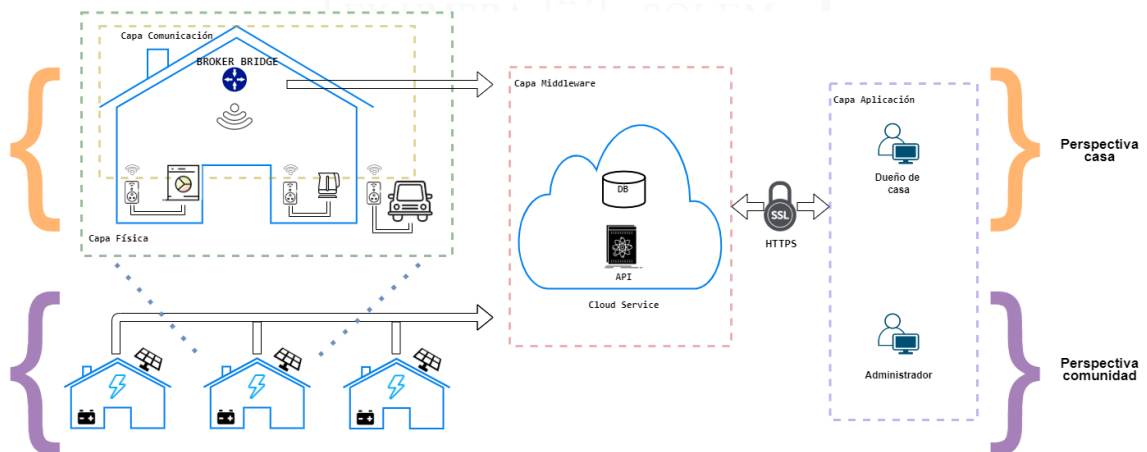 Capa Comunicación
BROKER BRIDGE
Capa Física
Capa Middleware
DB
API
Cloud Service
SSL
HTTPS
Capa Aplicación
Dueño de
casa
Administrador
Perspectiva
casa
Perspectiva
comunidad